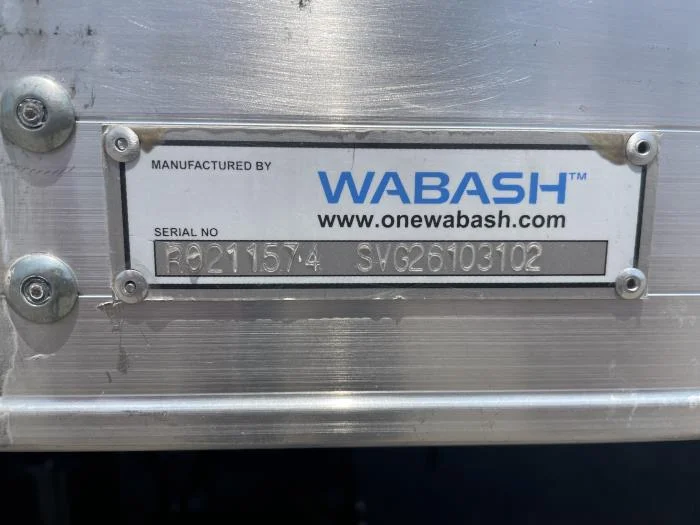 MANUFACTURED BY
WABASH™
www.onewabash.com
SERIAL NO
R0211574 SVG26103102